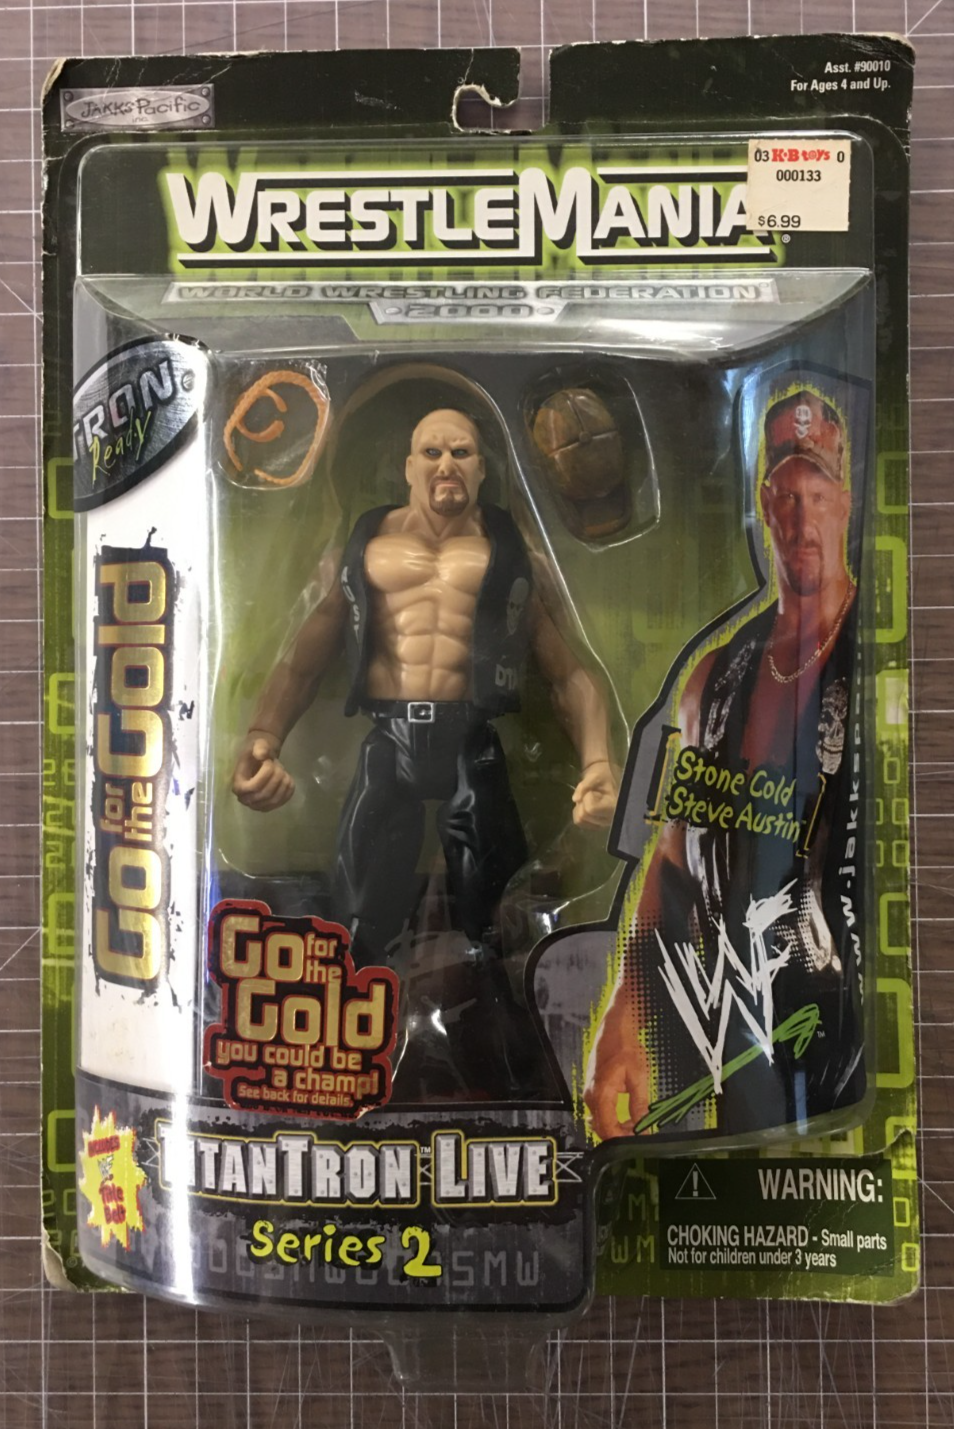 Asst. #90010
For Ages 4 and Up.
JAKKS Pacific
inc.
03 K·B toys 0
000133
$6.99
WRESTLEMANIA®
WORLD WRESTLING FEDERATION
2000
TRON
Ready
Go for the Gold
Stone Cold
Steve Austin
www.jakksp
Go for
the
Gold
you could be
a champ!
See back for details.
TITANTRON™ LIVE
Series 2
WARNING:
CHOKING HAZARD - Small parts
Not for children under 3 years